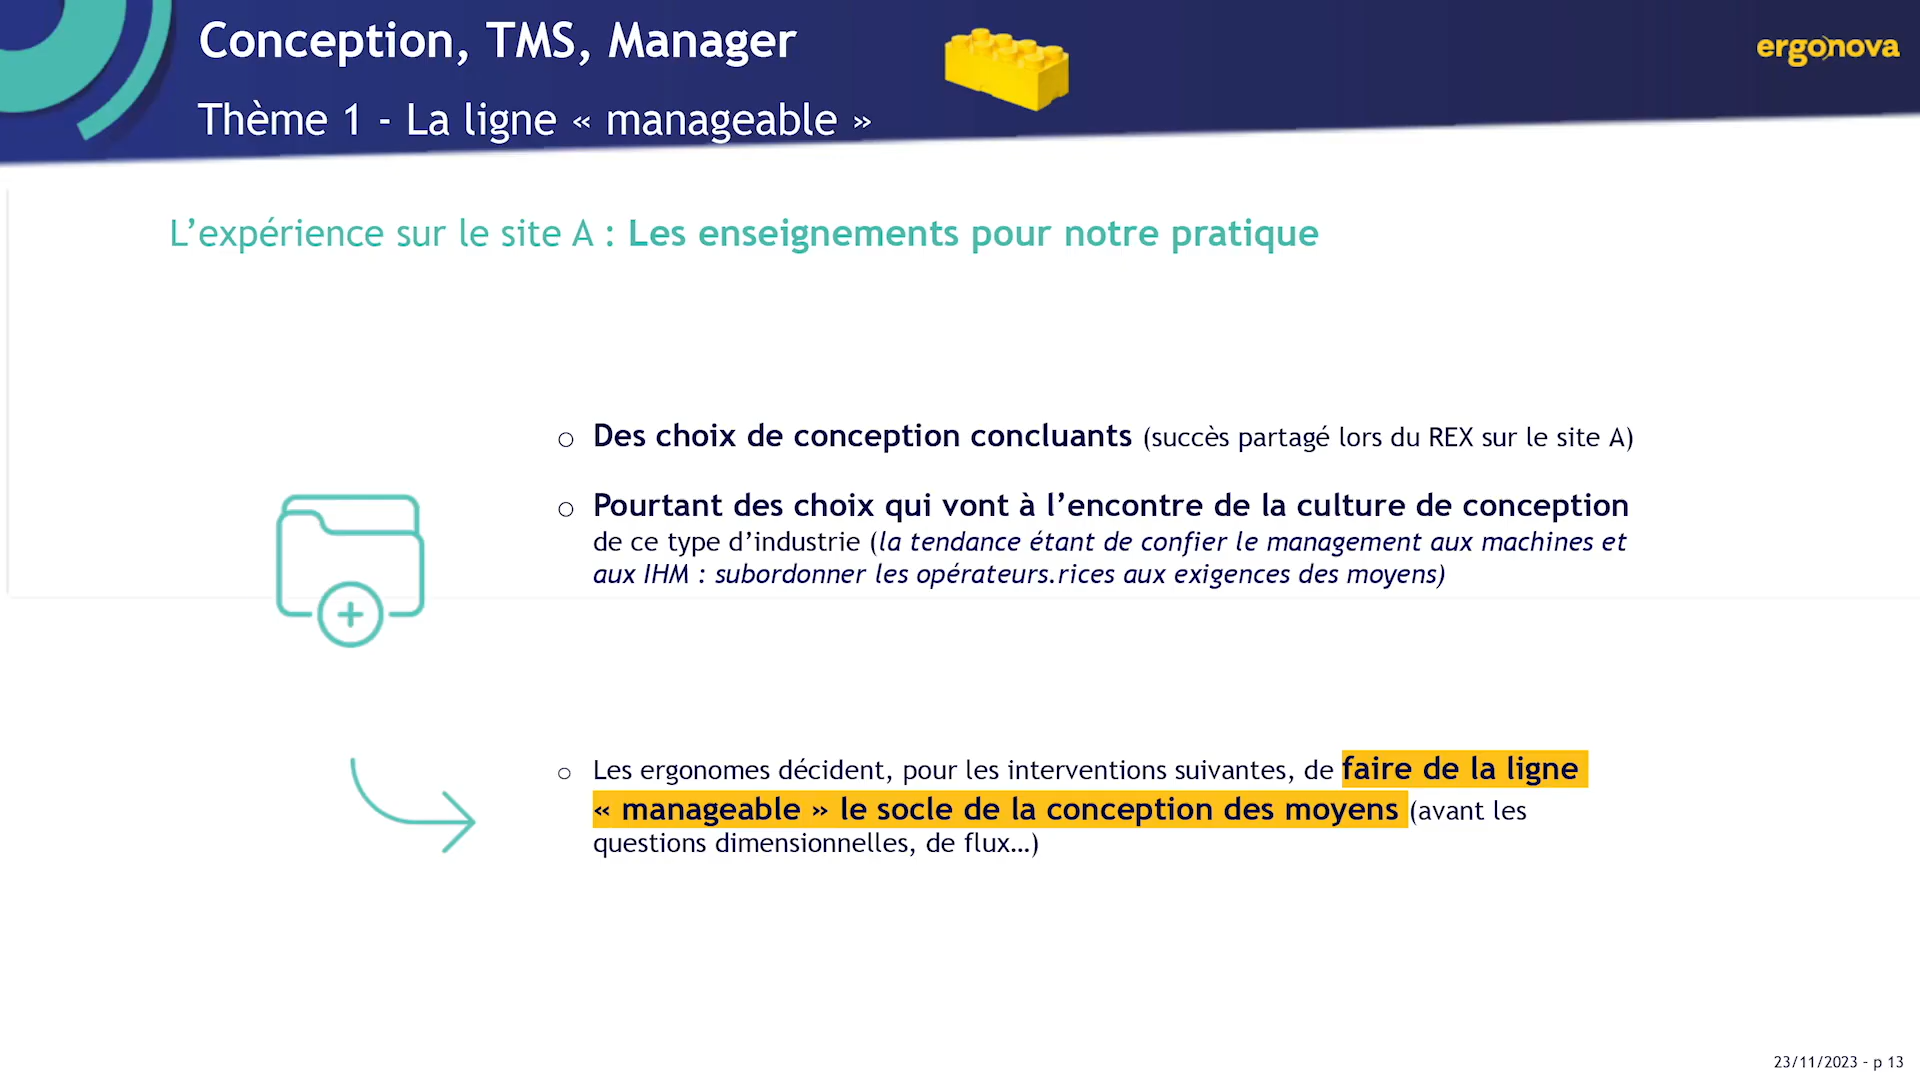 Conception, TMS, Manager
ergonova
Thème 1 - La ligne « manageable »
L’expérience sur le site A : Les enseignements pour notre pratique
o Des choix de conception concluants (succès partagé lors du REX sur le site A)
o Pourtant des choix qui vont à l’encontre de la culture de conception
de ce type d’industrie (la tendance étant de confier le management aux machines et
aux IHM : subordonner les opérateurs.rices aux exigences des moyens)
o Les ergonomes décident, pour les interventions suivantes, de faire de la ligne
« manageable » le socle de la conception des moyens (avant les
questions dimensionnelles, de flux…)
23/11/2023 - p 13